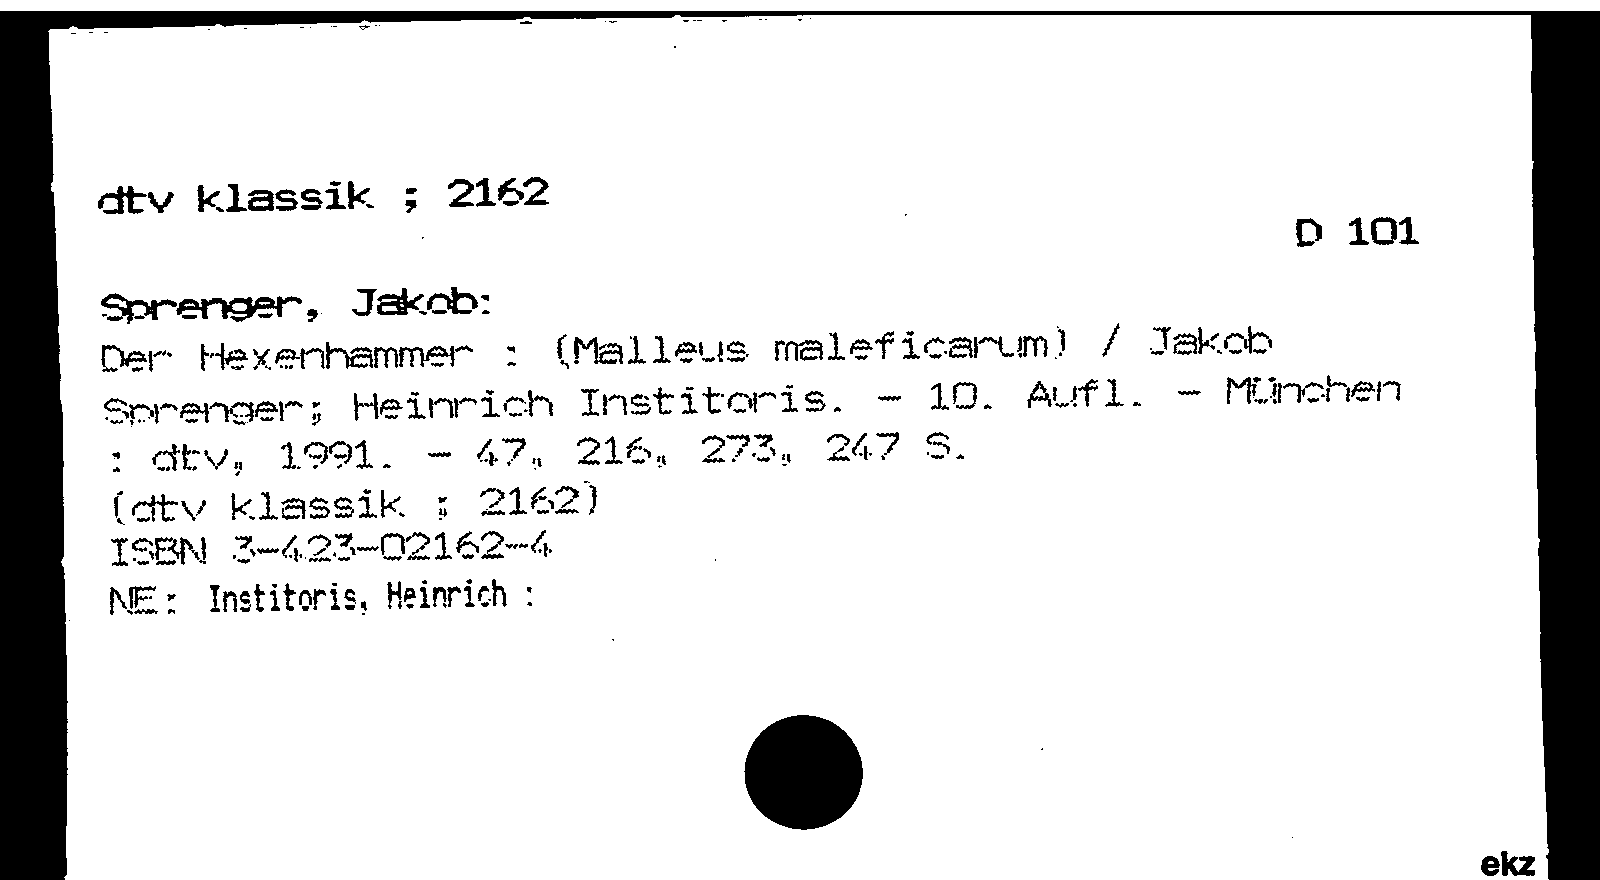 dtv klassik ; 2162
D 101
Sprenger, Jakob:
Der Hexenhammer : (Malleus maleficarum) / Jakob
Sprenger; Heinrich Institoris. - 10. Aufl. - München
: dtv, 1991. - 47, 216, 273, 247 S.
(dtv klassik ; 2162)
ISBN 3-423-02162-4
NE: Institoris, Heinrich :
ekz